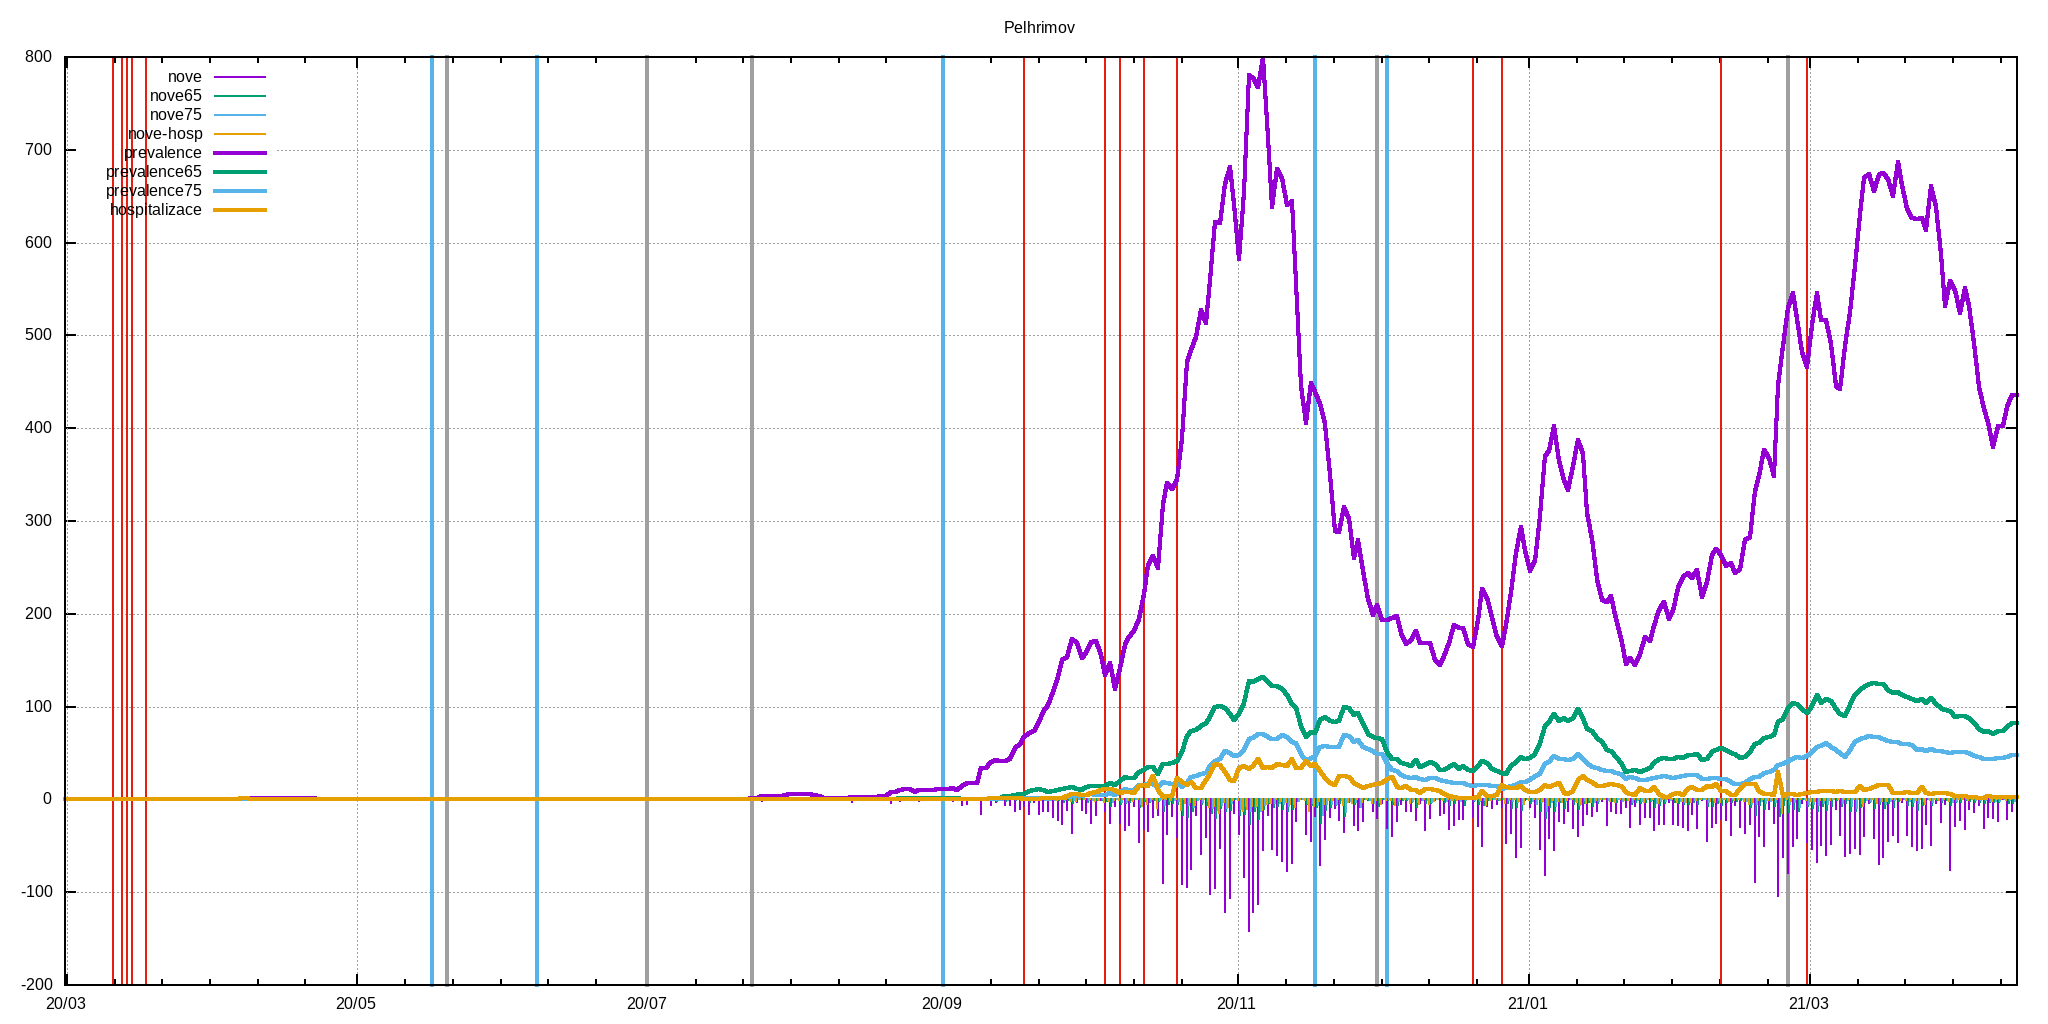 Pelhrimov
800
700
600
500
400
300
200
100
0
-100
-200
nove
nove65
nove75
nove-hosp
prevalence
prevalence65
prevalence75
hospitalizace
20/03
20/05
20/07
20/09
20/11
21/01
21/03